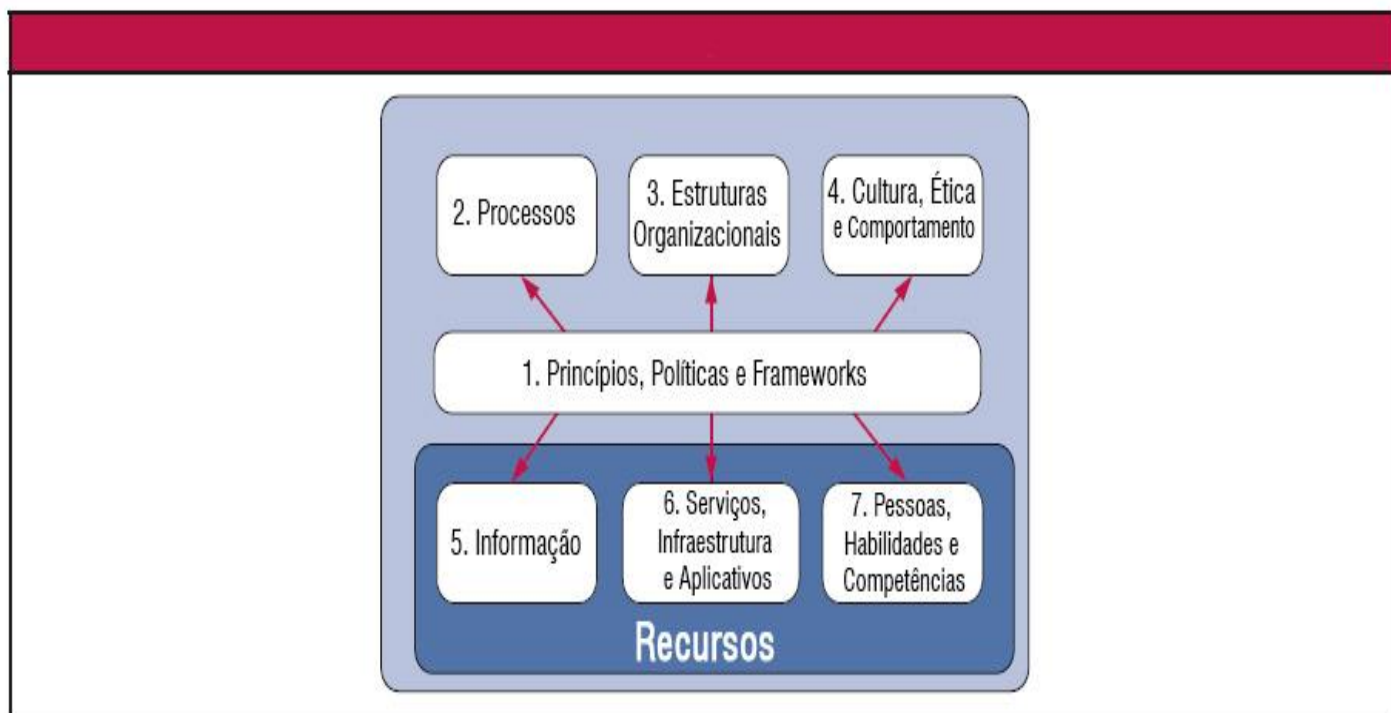 2. Processos
3. Estruturas
Organizacionais
4. Cultura, Ética
e Comportamento
1. Princípios, Políticas e Frameworks
5. Informação
6. Serviços,
Infraestrutura
e Aplicativos
7. Pessoas,
Habilidades e
Competências
Recursos